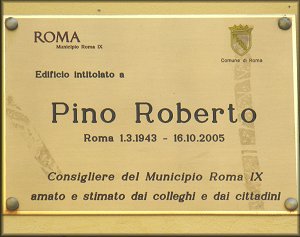 ROMA
Municipio Roma IX
Comune di Roma
Edificio intitolato a
Pino Roberto
Roma 1.3.1943 - 16.10.2005
Consigliere del Municipio Roma IX
amato e stimato dai colleghi e dai cittadini